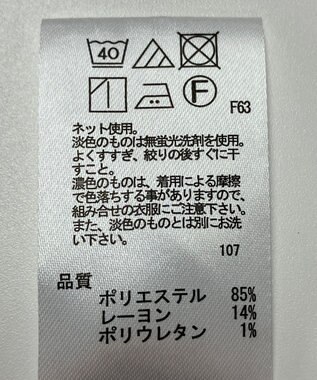 40
F
F63
ネット使用。
淡色のものは無蛍光洗剤を使用。
よくすすぎ、絞りの後すぐに干
すこと。
濃色のものは、着用による摩擦
で色落ちする事がありますので、
組み合せの衣服にご注意下さい。
また、淡色のものとは別にお洗
い下さい。
107
品質
ポリエステル 85%
レーヨン 14%
ポリウレタン 1%